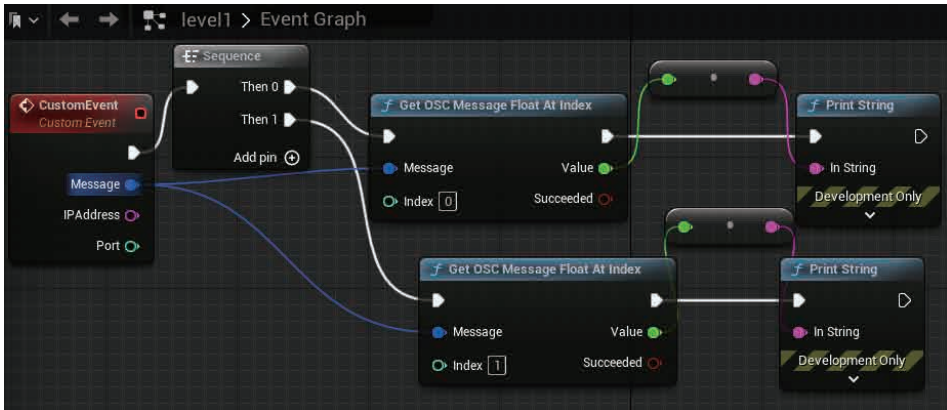 level1 > Event Graph
Sequence
Then 0
Then 1
Add pin
CustomEvent
Custom Event
Message
IPAddress
Port
f Get OSC Message Float At Index
Message
Value
Index 0
Succeeded
f Print String
In String
Development Only
f Get OSC Message Float At Index
Message
Value
Index 1
Succeeded
f Print String
In String
Development Only